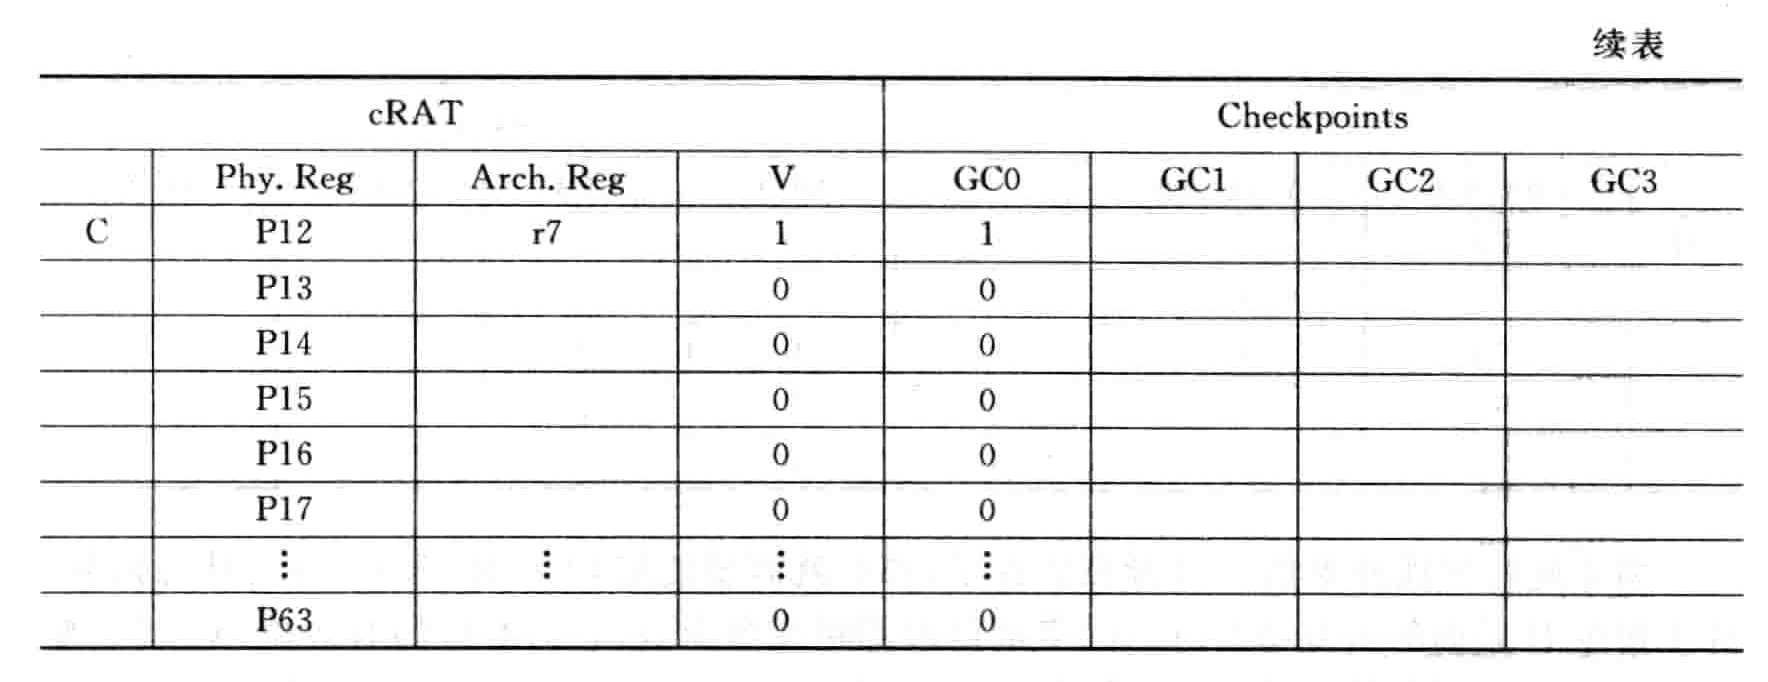 续表
cRAT Checkpoints
Phy. Reg Arch. Reg V GC0 GC1 GC2 GC3
C P12 r7 1 1
P13 0 0
P14 0 0
P15 0 0
P16 0 0
P17 0 0
⋮ ⋮ ⋮ ⋮
P63 0 0